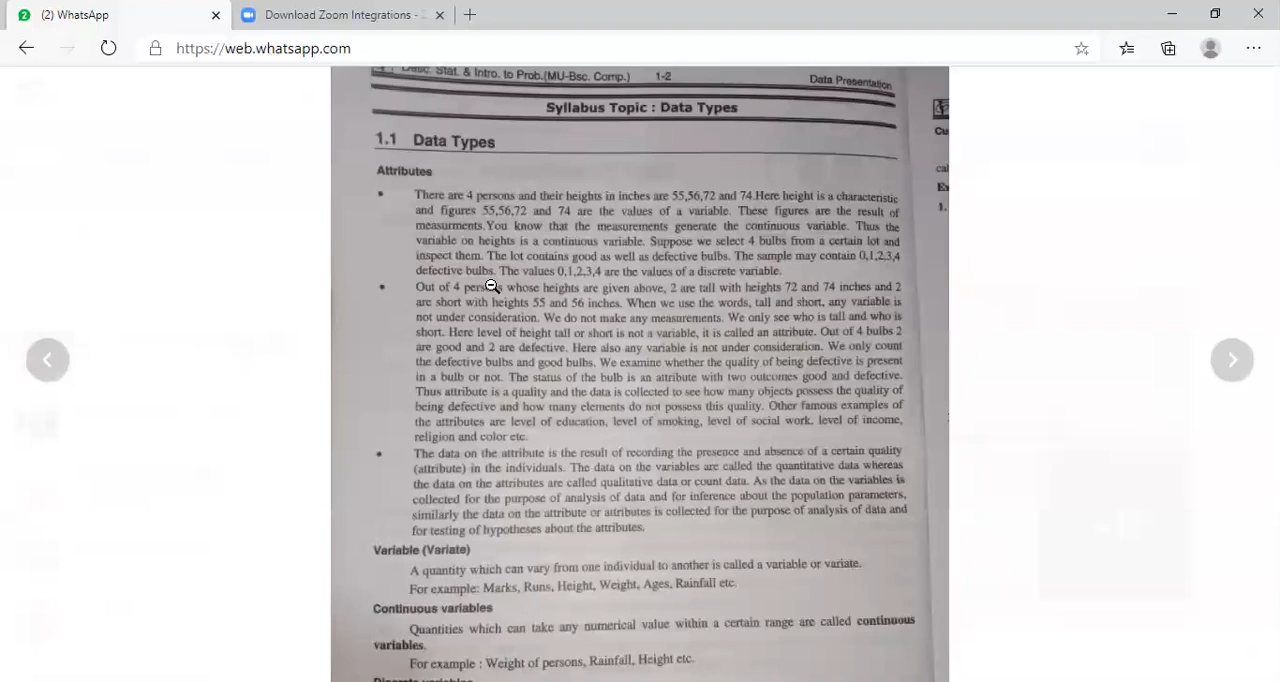 2 (2) WhatsApp
Download Zoom Integrations -
https://web.whatsapp.com
Stat. & Intro. to Prob.(MU-Bsc. Comp.) 1-2 Data Presentation
Syllabus Topic : Data Types
1.1 Data Types
Attributes
There are 4 persons and their heights in inches are 55,56,72 and 74.Here height is a characteristic
and figures 55,56,72 and 74 are the values of a variable. These figures are the result of
measurments.You know that the measurements generate the continuous variable. Thus the
variable on heights is a continuous variable. Suppose we select 4 bulbs from a certain lot and
inspect them. The lot contains good as well as defective bulbs. The sample may contain 0,1,2,3,4
defective bulbs. The values 0,1,2,3,4 are the values of a discrete variable.
Out of 4 persons whose heights are given above, 2 are tall with heights 72 and 74 inches and 2
are short with heights 55 and 56 inches. When we use the words, tall and short, any variable is
not under consideration. We do not make any measurements. We only see who is tall and who is
short. Here level of height tall or short is not a variable, it is called an attribute. Out of 4 bulbs 2
are good and 2 are defective. Here also any variable is not under consideration. We only count
the defective bulbs and good bulbs. We examine whether the quality of being defective is present
in a bulb or not. The status of the bulb is an attribute with two outcomes good and defective.
Thus attribute is a quality and the data is collected to see how many objects possess the quality of
being defective and how many elements do not possess this quality. Other famous examples of
the attributes are level of education, level of smoking, level of social work, level of income,
religion and color etc.
The data on the attribute is the result of recording the presence and absence of a certain quality
(attribute) in the individuals. The data on the variables are called the quantitative data whereas
the data on the attributes are called qualitative data or count data. As the data on the variables is
collected for the purpose of analysis of data and for inference about the population parameters,
similarly the data on the attribute or attributes is collected for the purpose of analysis of data and
for testing of hypotheses about the attributes.
Variable (Variate)
A quantity which can vary from one individual to another is called a variable or variate.
For example: Marks, Runs, Height, Weight, Ages, Rainfall etc.
Continuous variables
Quantities which can take any numerical value within a certain range are called continuous
variables.
For example : Weight of persons, Rainfall, Height etc.
Discrete variables
Cu
cal
Ex
1.